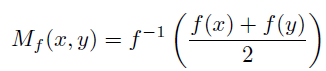 M_f(x, y) = f^{-1} \left( \frac{f(x) + f(y)}{2} \right)